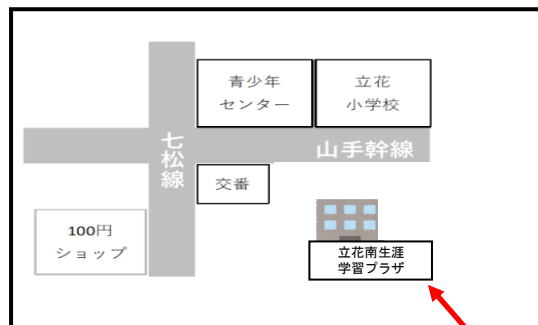 青少年
センター
立花
小学校
七松線
山手幹線
交番
100円
ショップ
立花南生涯
学習プラザ